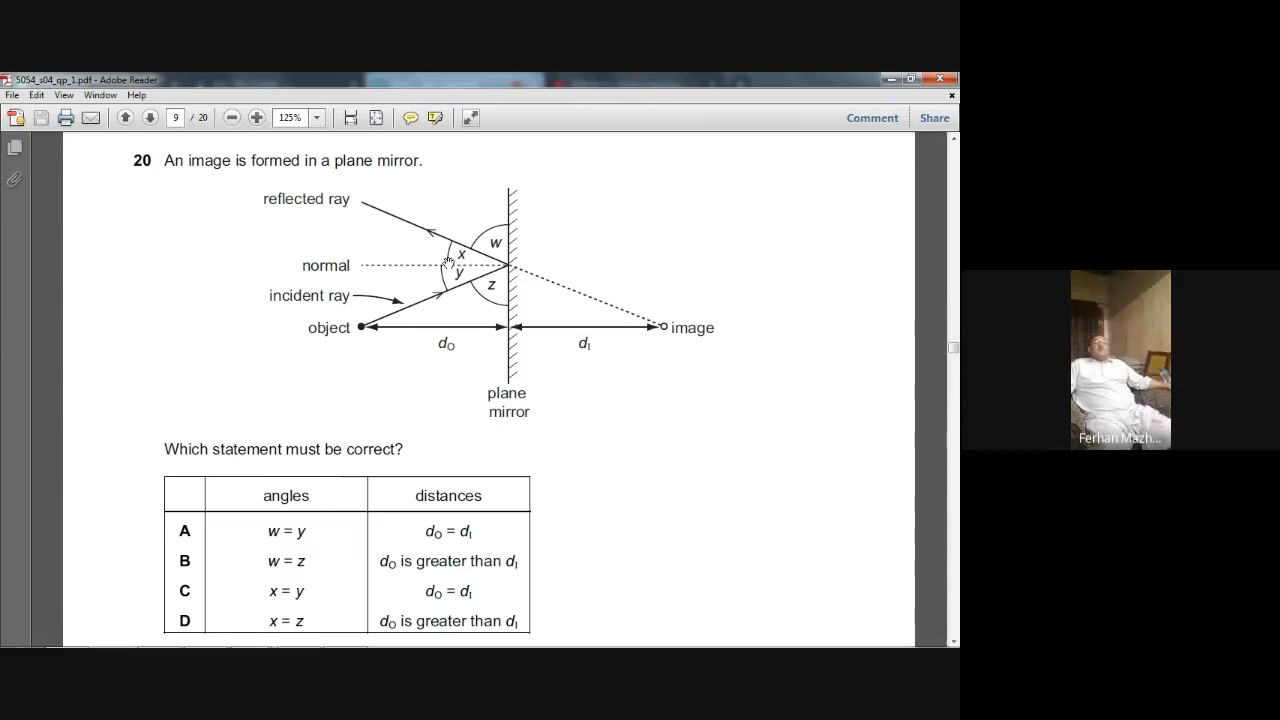 5054_s04_qp_1.pdf - Adobe Reader
File Edit View Window Help
9 / 20 125% Comment Share
20 An image is formed in a plane mirror.
reflected ray
w
x
normal
y
z
incident ray
object
image
dO dI
plane
mirror
Which statement must be correct?
angles distances
A w = y dO = dI
B w = z dO is greater than dI
C x = y dO = dI
D x = z dO is greater than dI
Ferhan Mazh...